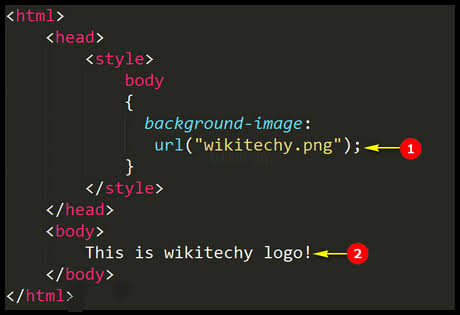 <html>
<head>
<style>
body
{
background-image:
url("wikitechy.png"); 1
}
</style>
</head>
<body>
This is wikitechy logo! 2
</body>
</html>